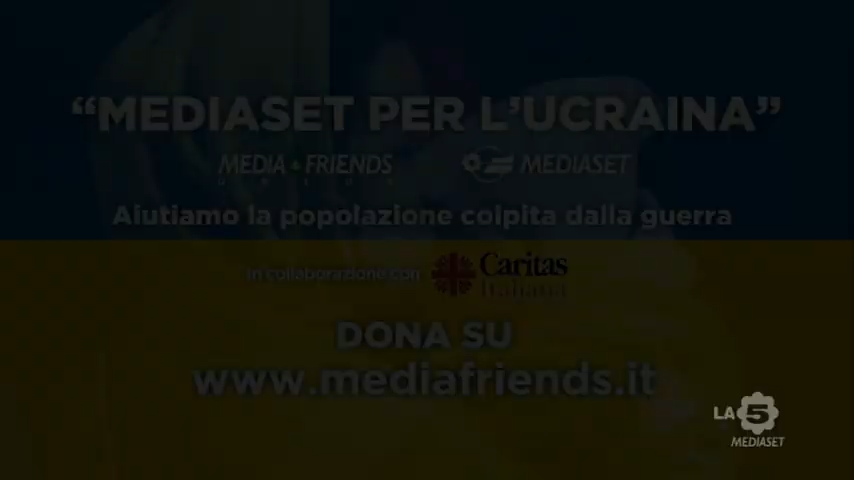 “MEDIASET PER L’UCRAINA”
MEDIA FRIENDS MEDIASET
Aiutiamo la popolazione colpita dalla guerra
In collaborazione con Caritas
Italiana
DONA SU
www.mediafriends.it
LA 5
MEDIASET